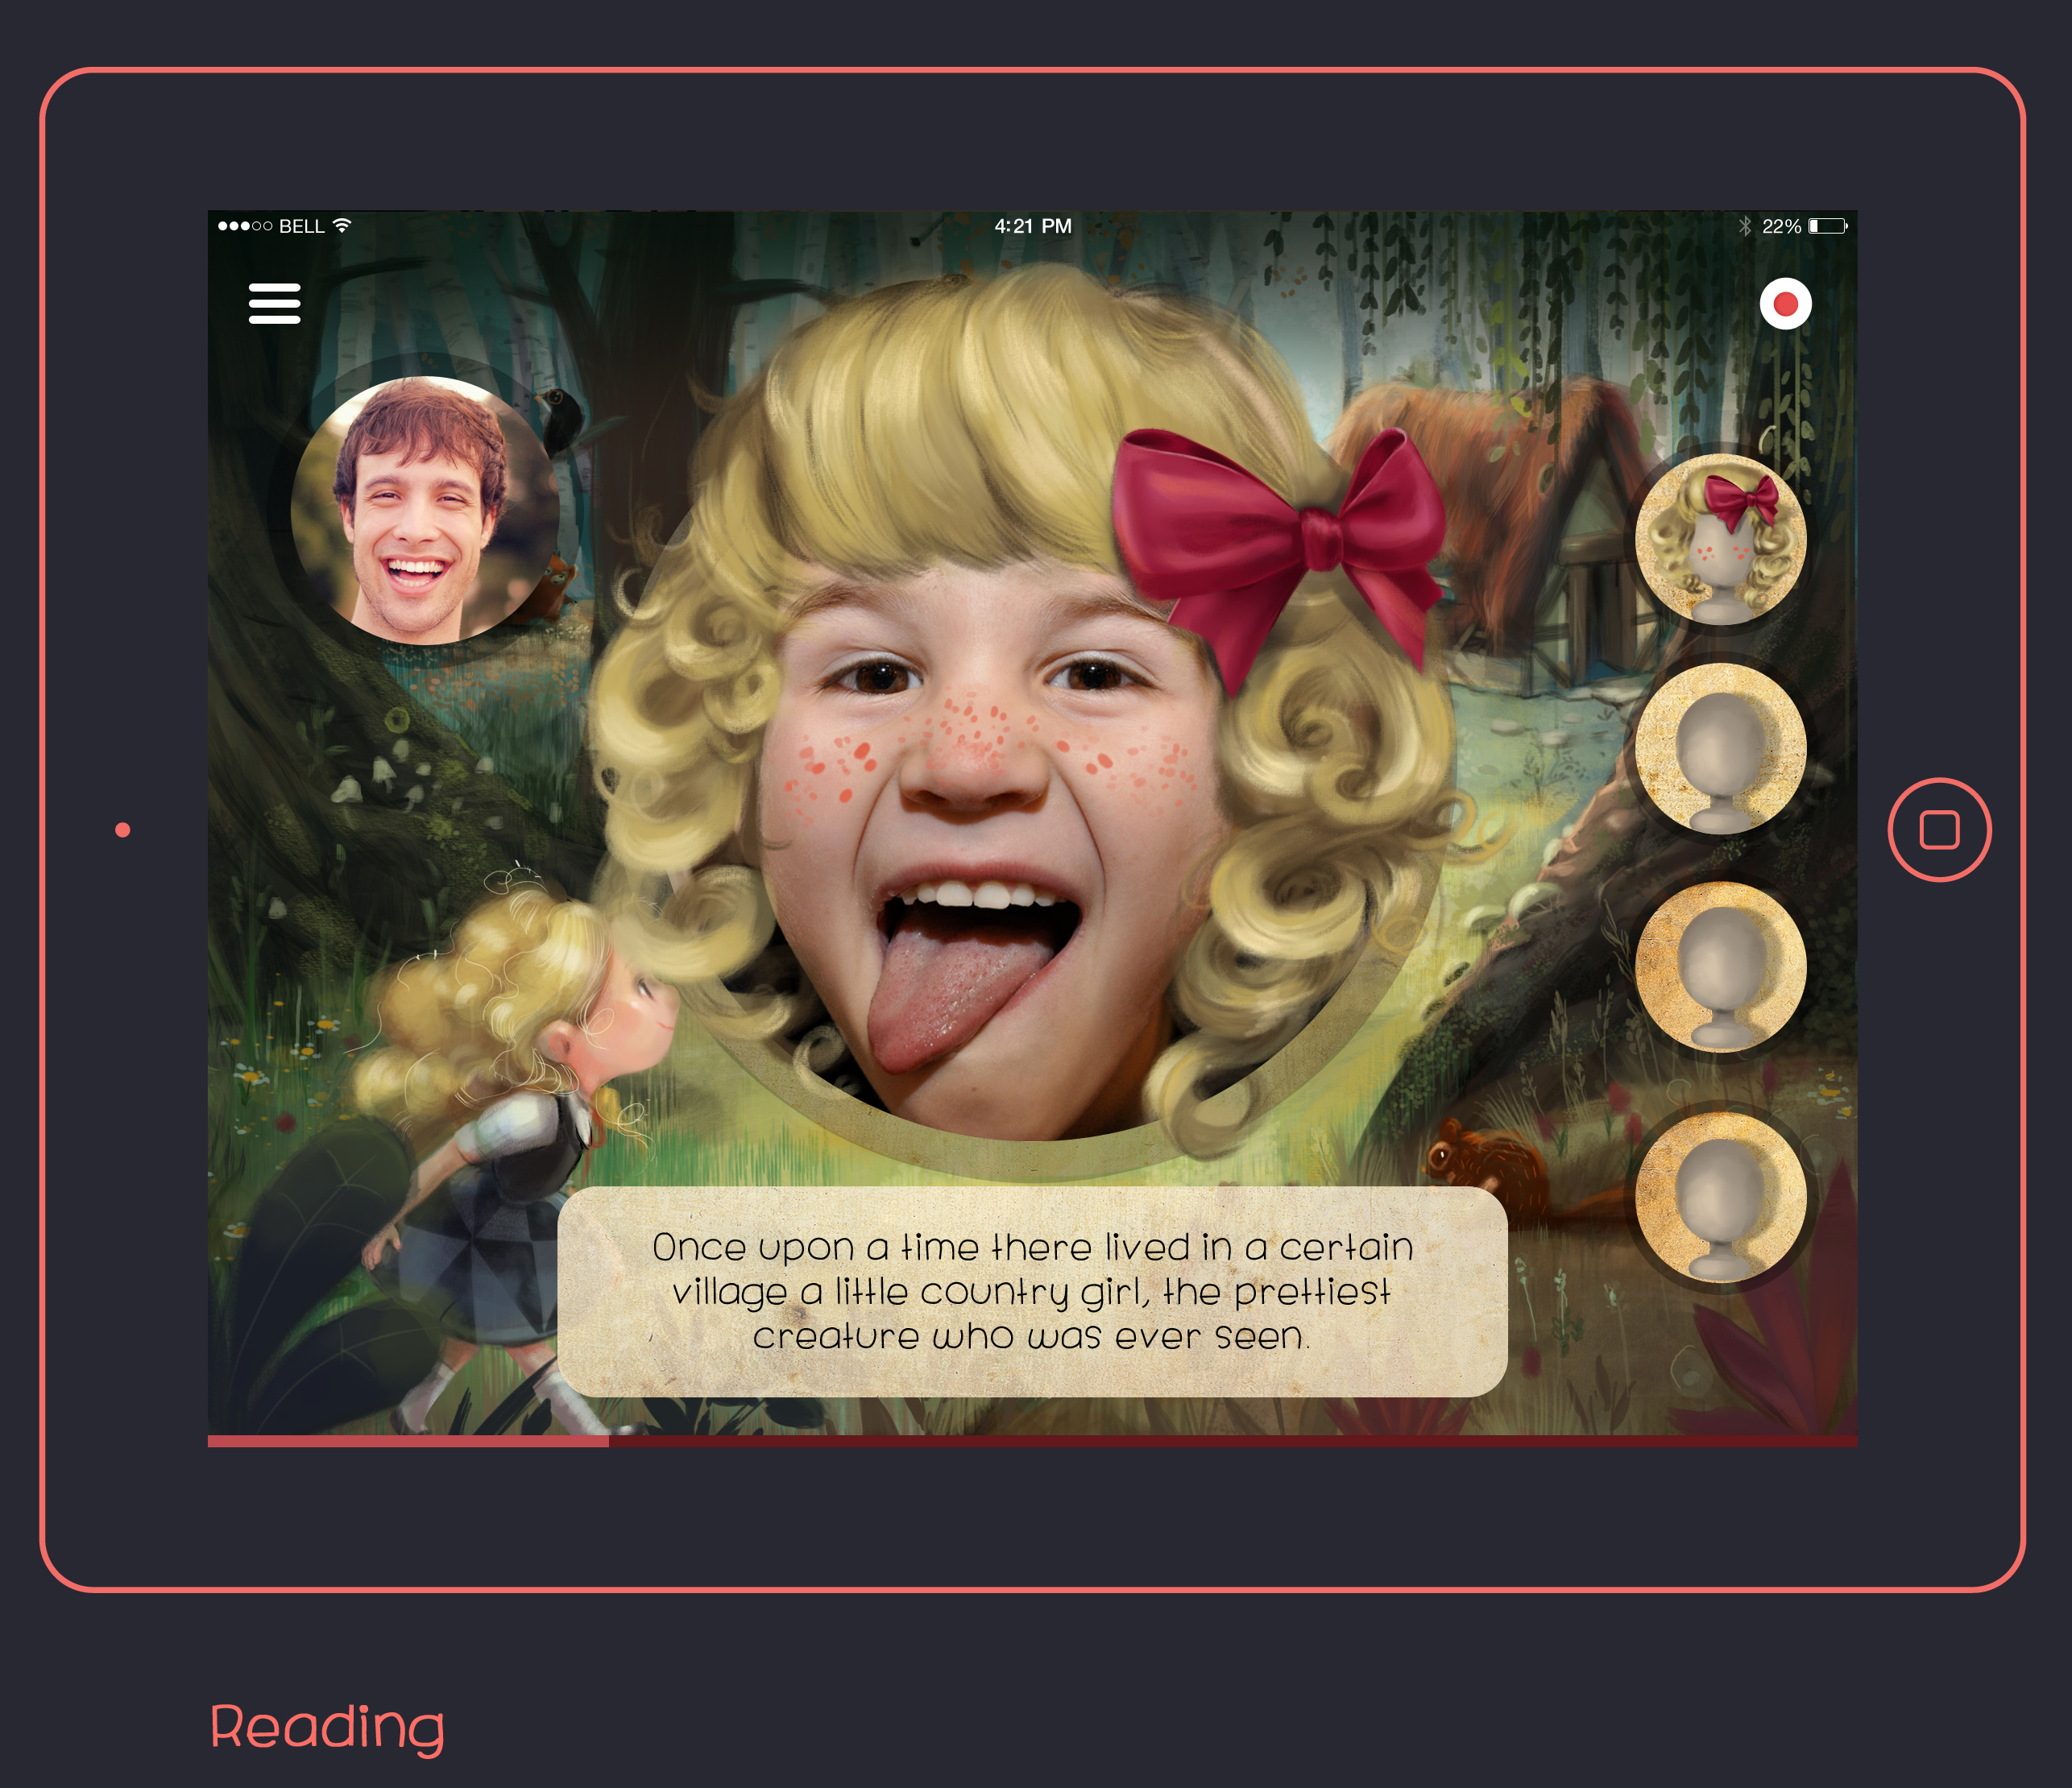 BELL
4:21 PM
22%
Once upon a time there lived in a certain
village a little country girl, the prettiest
creature who was ever seen.
Reading